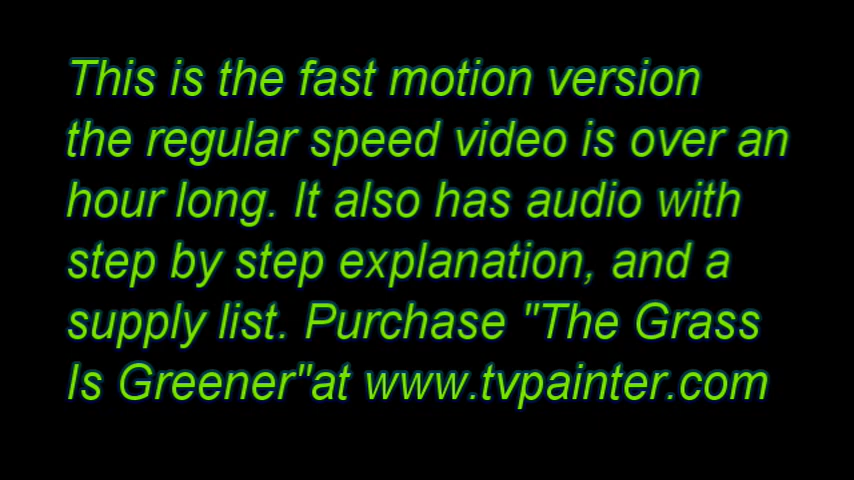 This is the fast motion version
the regular speed video is over an
hour long. It also has audio with
step by step explanation, and a
supply list. Purchase "The Grass
Is Greener"at www.tvpainter.com